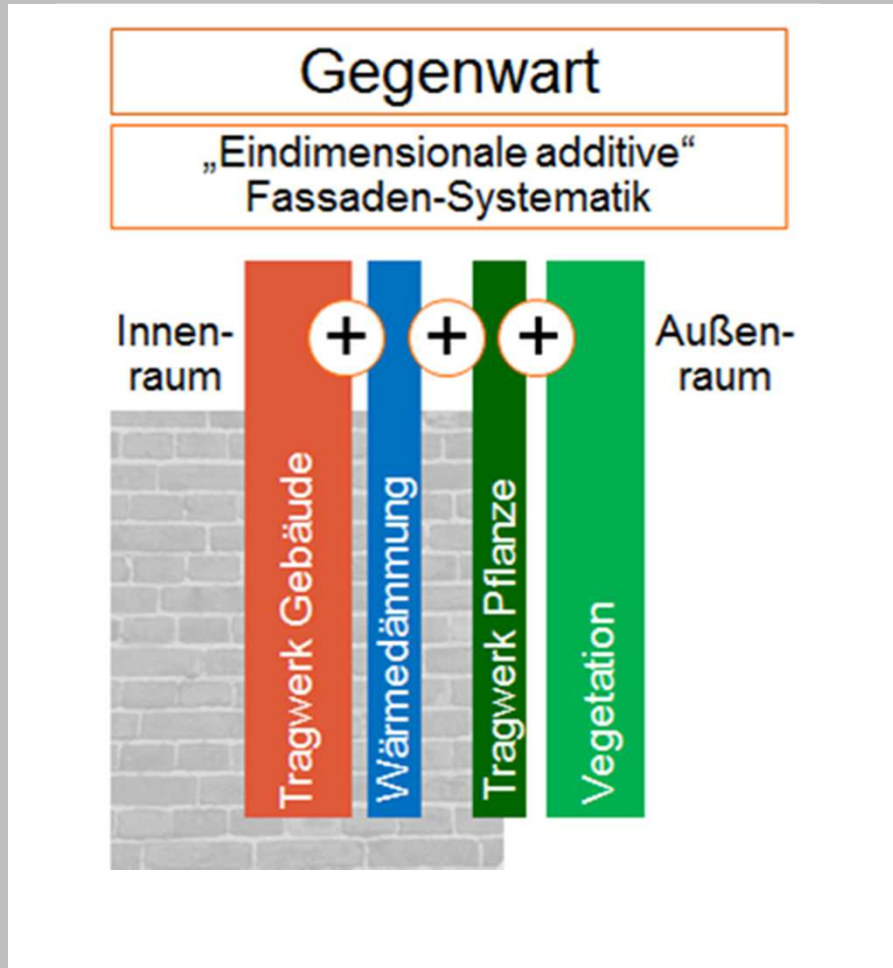 Gegenwart
„Eindimensionale additive“
Fassaden-Systematik
Innen-
raum
+
+
+
Außen-
raum
Tragwerk Gebäude
Wärmedämmung
Tragwerk Pflanze
Vegetation